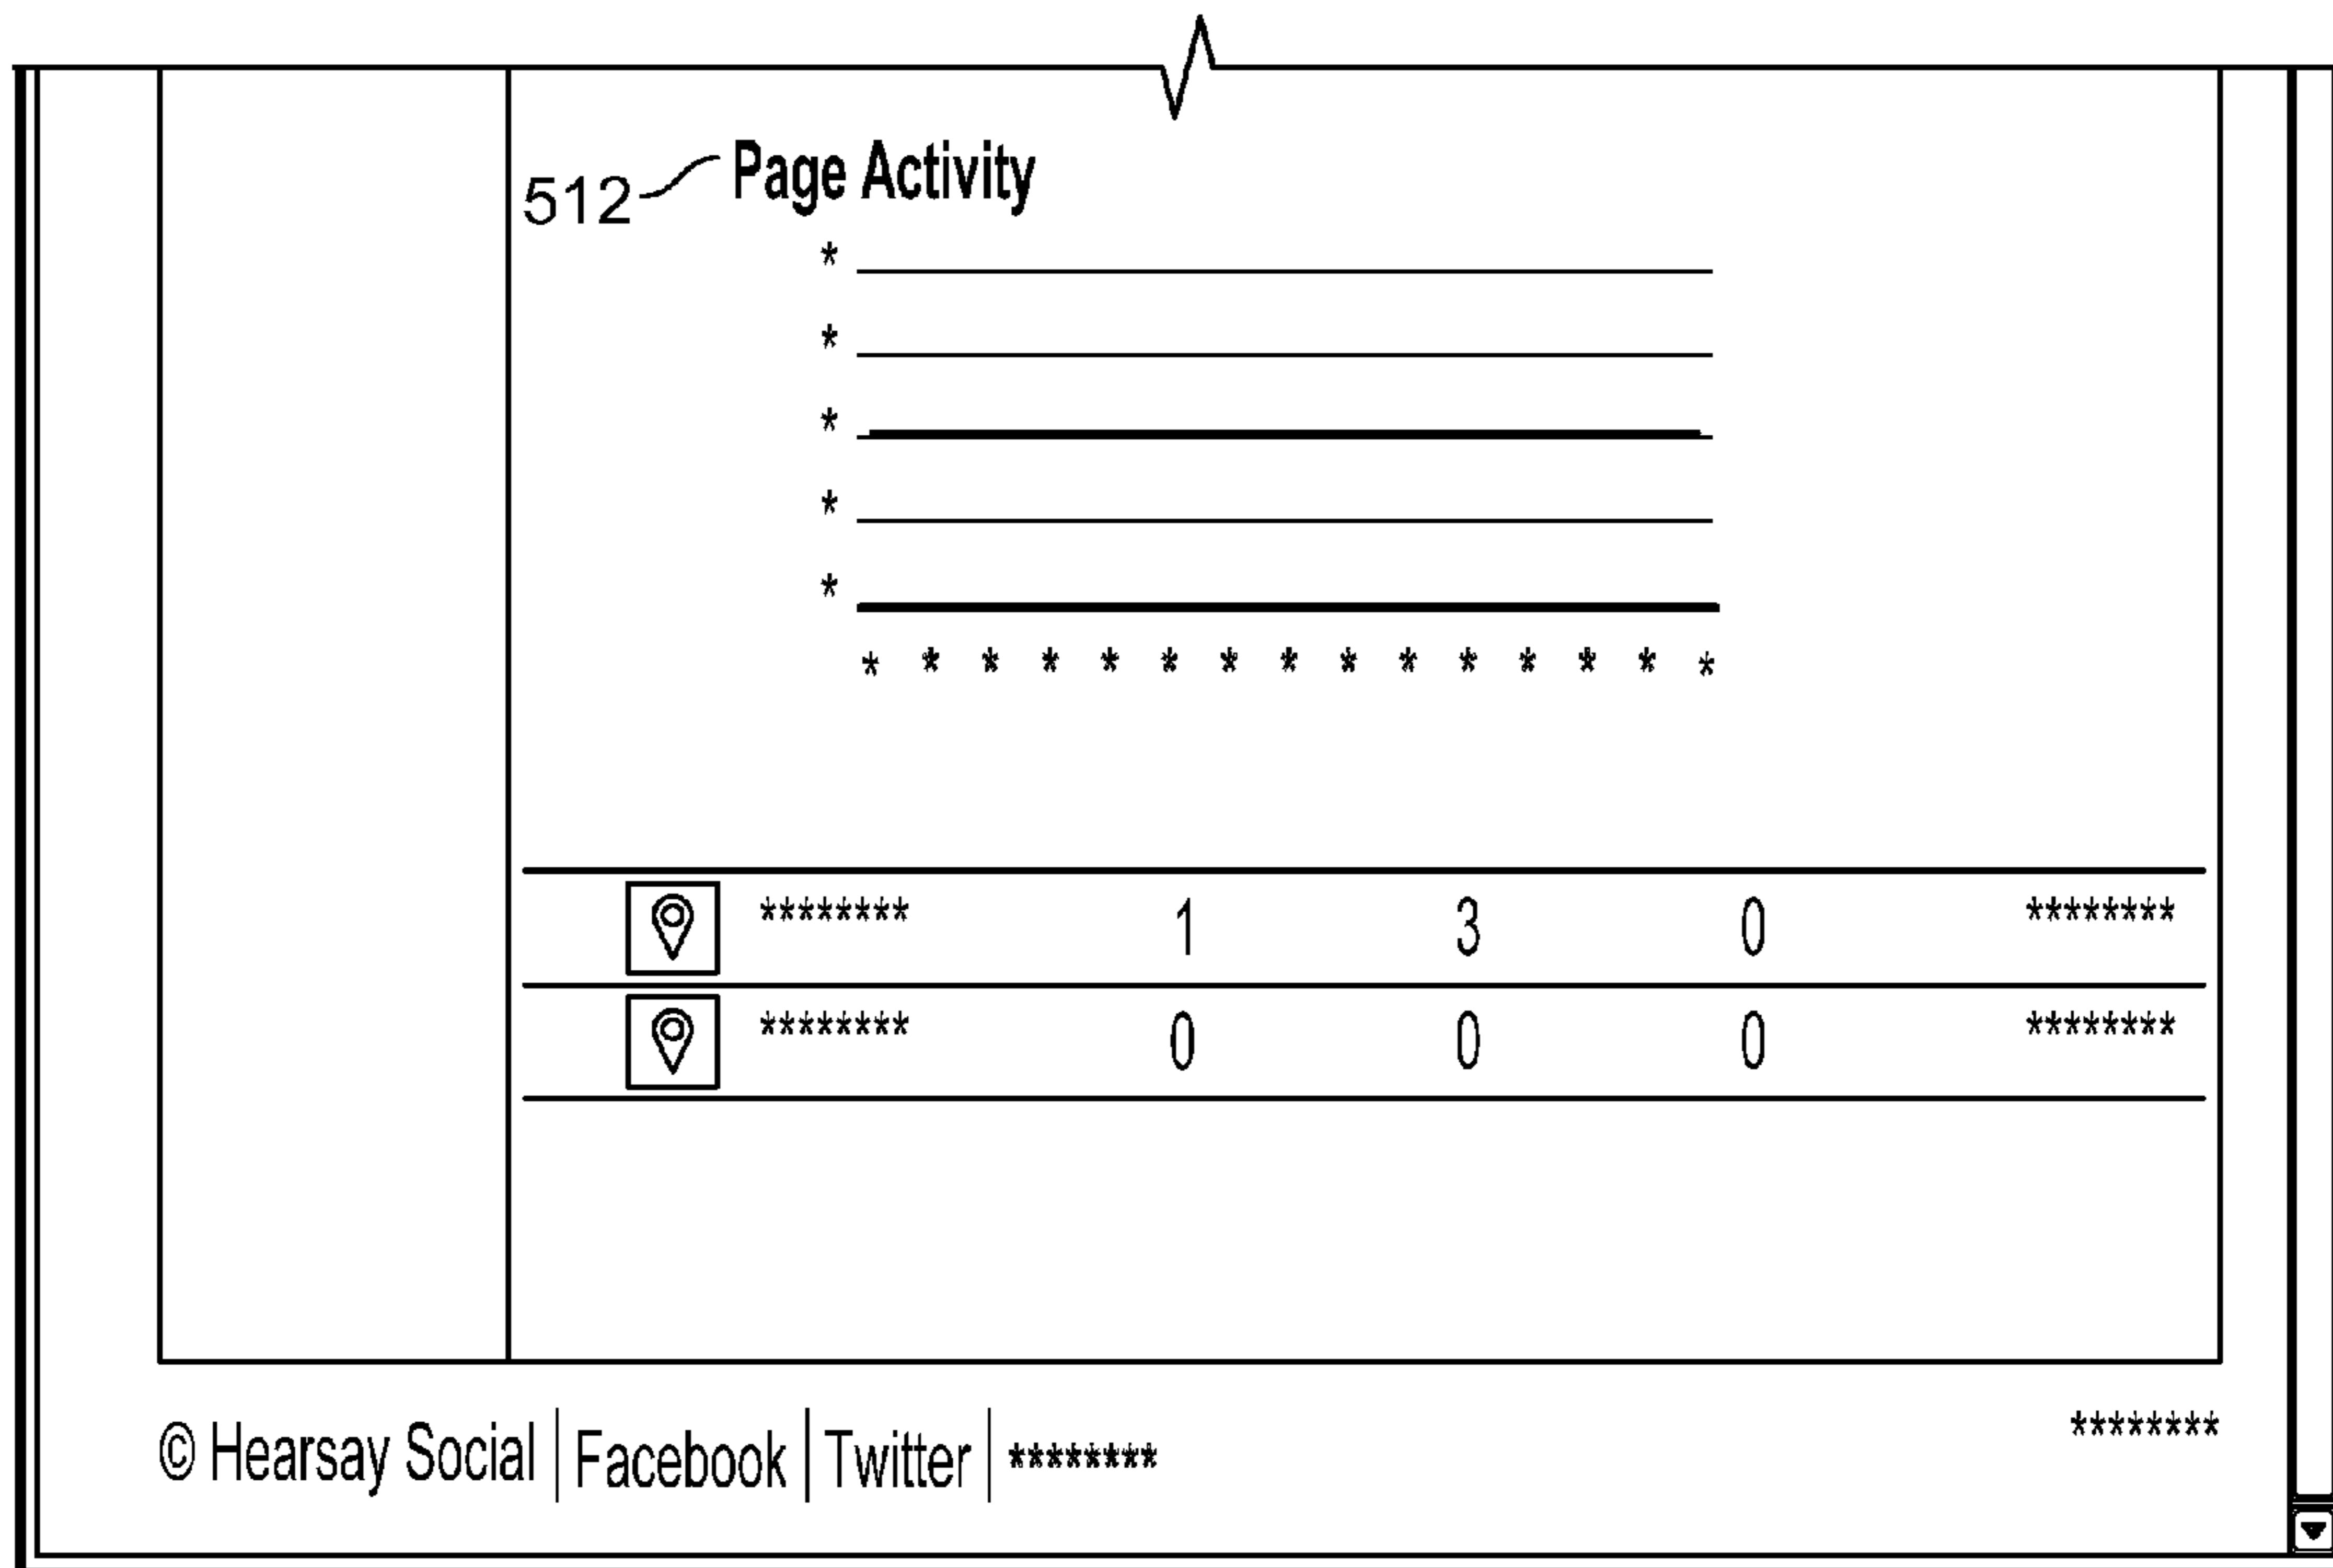 512 Page Activity
*
*
*
*
*
* * * * * * * * * * * * * * *
******** 1 3 0 ********
******** 0 0 0 ********
© Hearsay Social | Facebook | Twitter | ******** ********